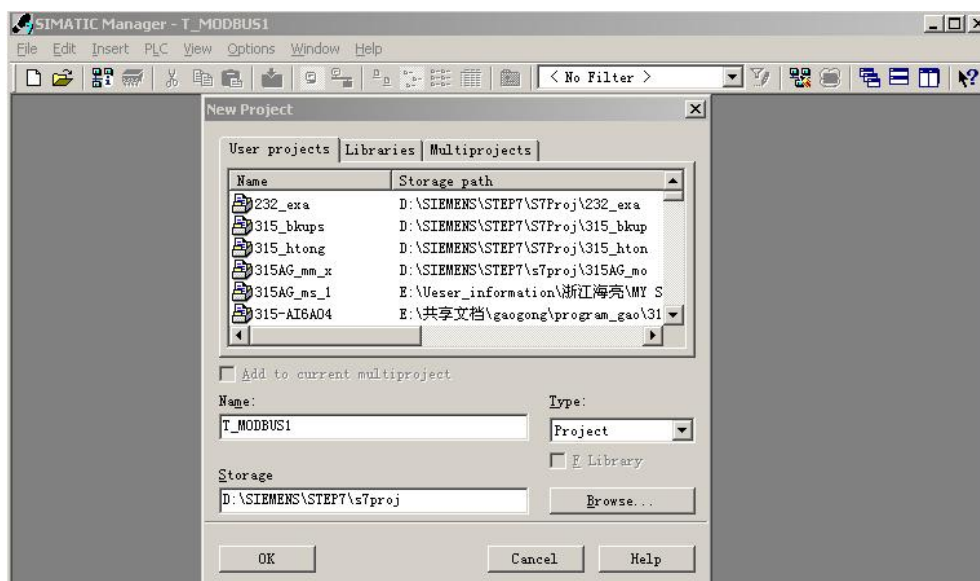 SIMATIC Manager - T_MODBUS1
File Edit Insert PLC View Options Window Help
< No Filter >
New Project
User projects Libraries Multiprojects
Name Storage path
232_exa D:\SIEMENS\STEP7\S7Proj\232_exa
315_bkups D:\SIEMENS\STEP7\S7Proj\315_bkup
315_htong D:\SIEMENS\STEP7\S7Proj\315_hton
315AG_mm_x D:\SIEMENS\STEP7\s7proj\315AG_mo
315AG_ms_1 E:\Ueser_information\浙江海亮\MY S
315-AI6A04 E:\共享文档\gaogong\program_gao\31
Add to current multiproject
Name: Type:
T_MODBUS1 Project
F Library
Storage
D:\SIEMENS\STEP7\s7proj Browse...
OK Cancel Help